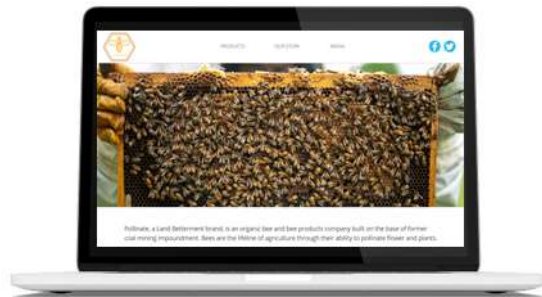 PRODUCTS OUR STORY MEDIA
Pollinate, a Land Betterment brand, is an organic bee and bee products company built on the base of former
coal mining impoundment. Bees are the lifeline of agriculture through their ability to pollinate flower and plants.